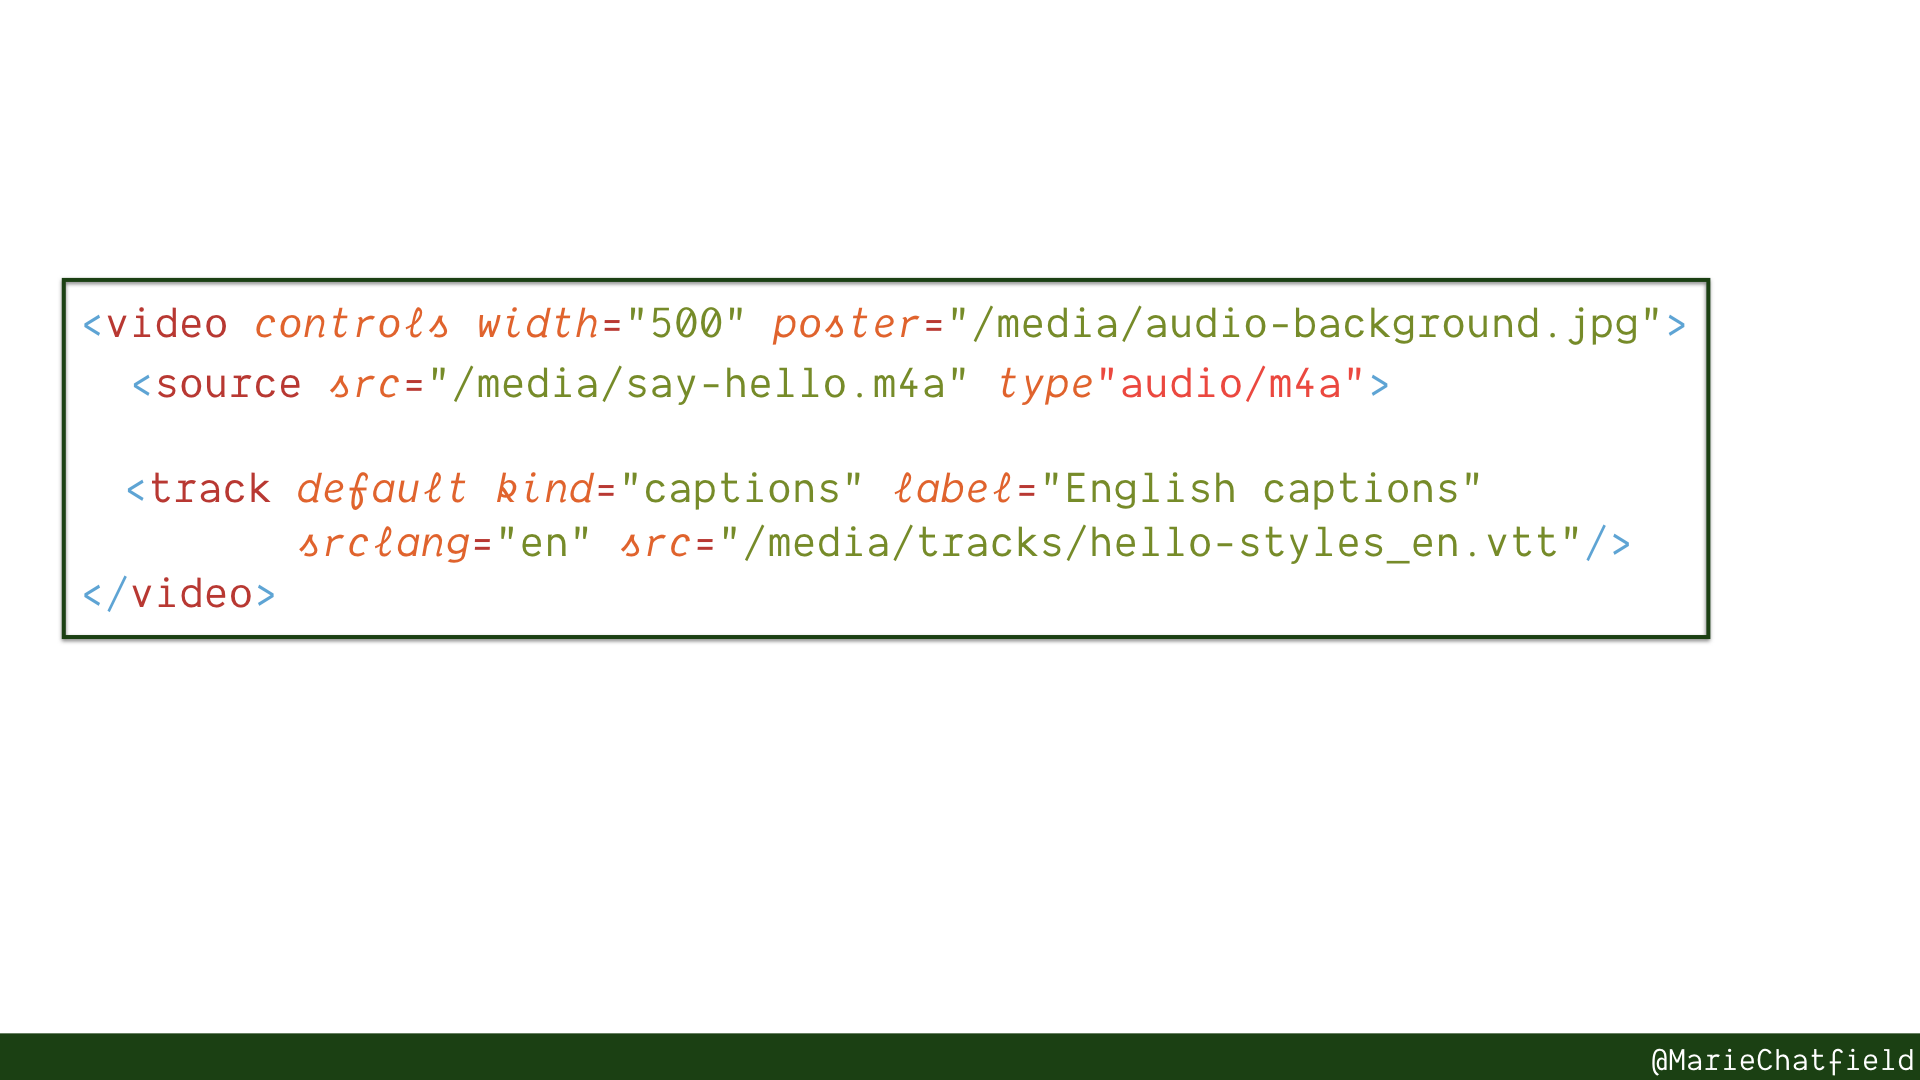 <video controls width="500" poster="/media/audio-background.jpg">
<source src="/media/say-hello.m4a" type"audio/m4a">
<track default kind="captions" label="English captions"
srclang="en" src="/media/tracks/hello-styles_en.vtt"/>
</video>
@MarieChatfield